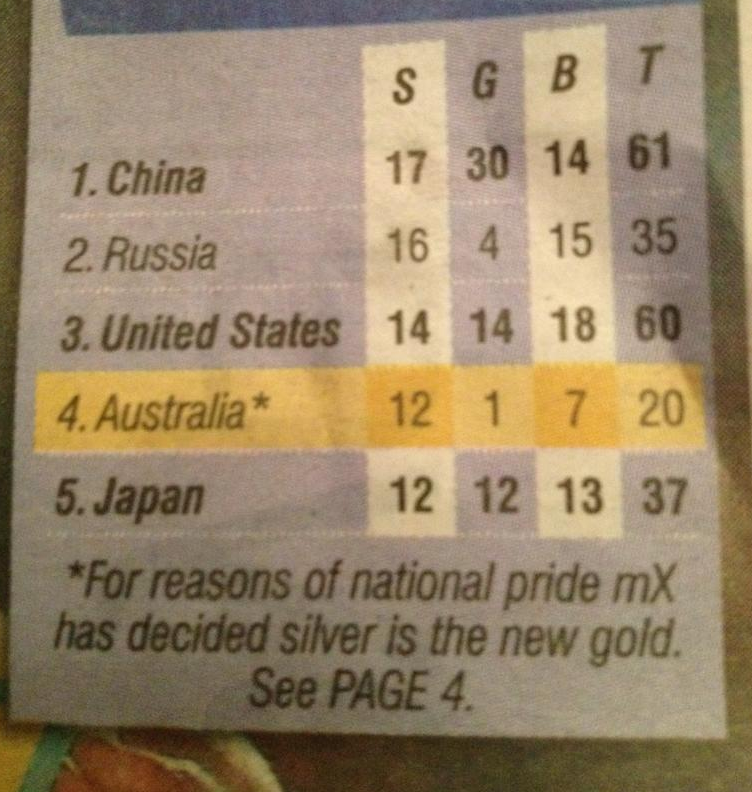 S G B T
1. China 17 30 14 61
2. Russia 16 4 15 35
3. United States 14 14 18 60
4. Australia* 12 1 7 20
5. Japan 12 12 13 37
*For reasons of national pride mX
has decided silver is the new gold.
See PAGE 4.